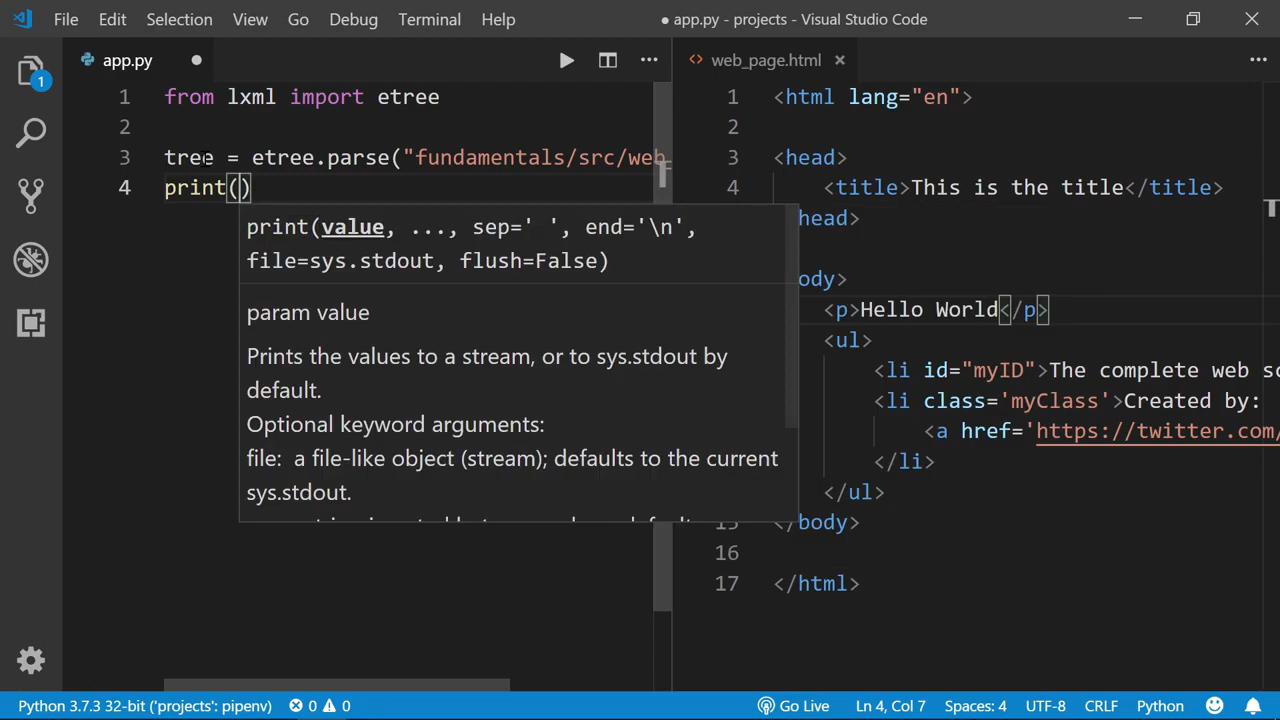 File Edit Selection View Go Debug Terminal Help
● app.py - projects - Visual Studio Code
app.py
1
1 from lxml import etree
2
3 tree = etree.parse("fundamentals/src/web_
4 print()
print(value, ..., sep=' ', end='\n',
file=sys.stdout, flush=False)
param value
Prints the values to a stream, or to sys.stdout by
default.
Optional keyword arguments:
file: a file-like object (stream); defaults to the current
sys.stdout.
web_page.html
1 <html lang="en">
2
3 <head>
4 <title>This is the title</title>
head>
ody>
<p>Hello World</p>
<ul>
<li id="myID">The complete web sc
<li class='myClass'>Created by:
<a href='https://twitter.com/
</li>
</ul>
15 </body>
16
17 </html>
Python 3.7.3 32-bit ('projects': pipenv) 0 0 Go Live Ln 4, Col 7 Spaces: 4 UTF-8 CRLF Python